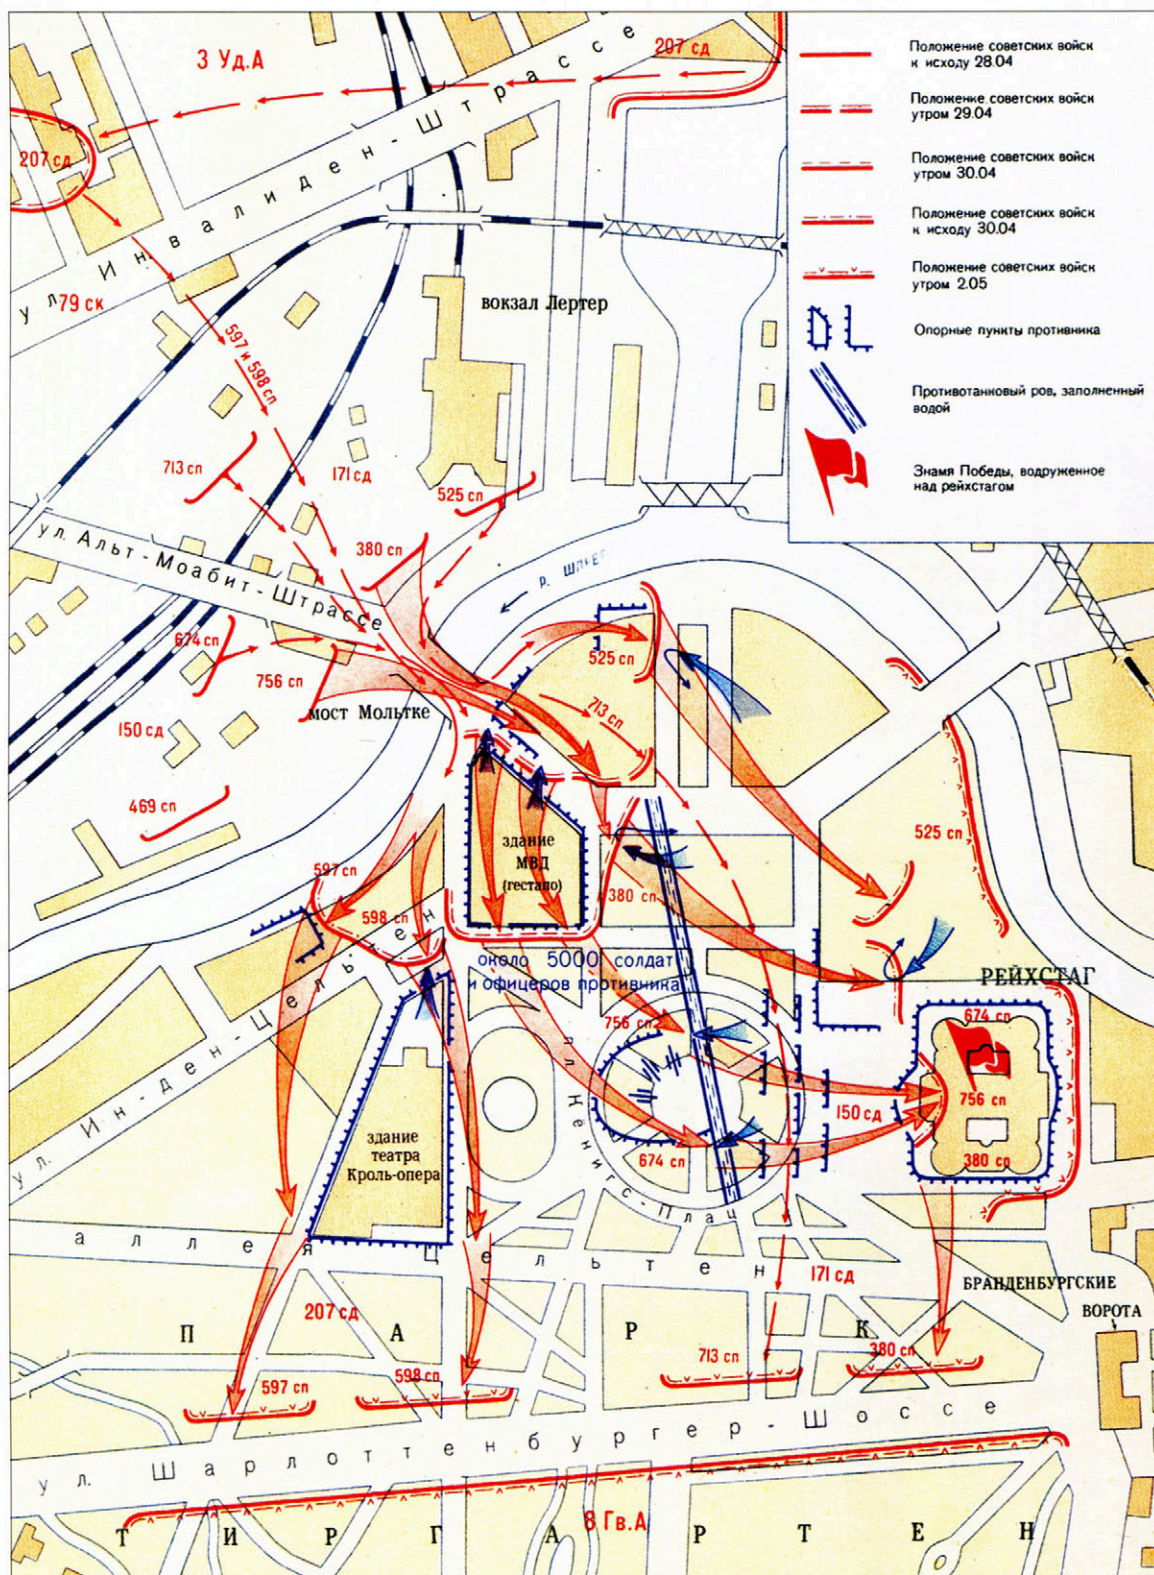 3 Уд.А
207 сд
207 сд
ул. Инвалиден-Штрассе
79 ск
597 и 598 сп
вокзал Лертер
713 сп
171 сд
525 сп
380 сп
ул. Альт-Моабит-Штрассе
р. ШПРЕЕ
674 сп
756 сп
150 сд
мост Мольтке
469 сп
525 сп
713 сп
здание
МВД
(гестапо)
597 сп
598 сп
380 сп
525 сп
около 5000 солдат
и офицеров противника
РЕЙХСТАГ
674 сп
756 сп
380 сп
756 сп
150 сд
674 сп
пл. Кёнигс-Плац
ул. Ин-ден-Цельтен
здание
театра
Кроль-опера
аллея Цельтен
171 сд
БРАНДЕНБУРГСКИЕ
ВОРОТА
207 сд
ПАРК
597 сп
598 сп
713 сп
380 сп
ул. Шарлоттенбургер-Шоссе
8 Гв.А
ТИРГАРТЕН
Положение советских войск
к исходу 28.04
Положение советских войск
утром 29.04
Положение советских войск
утром 30.04
Положение советских войск
к исходу 30.04
Положение советских войск
утром 2.05
Опорные пункты противника
Противотанковый ров, заполненный
водой
Знамя Победы, водруженное
над рейхстагом